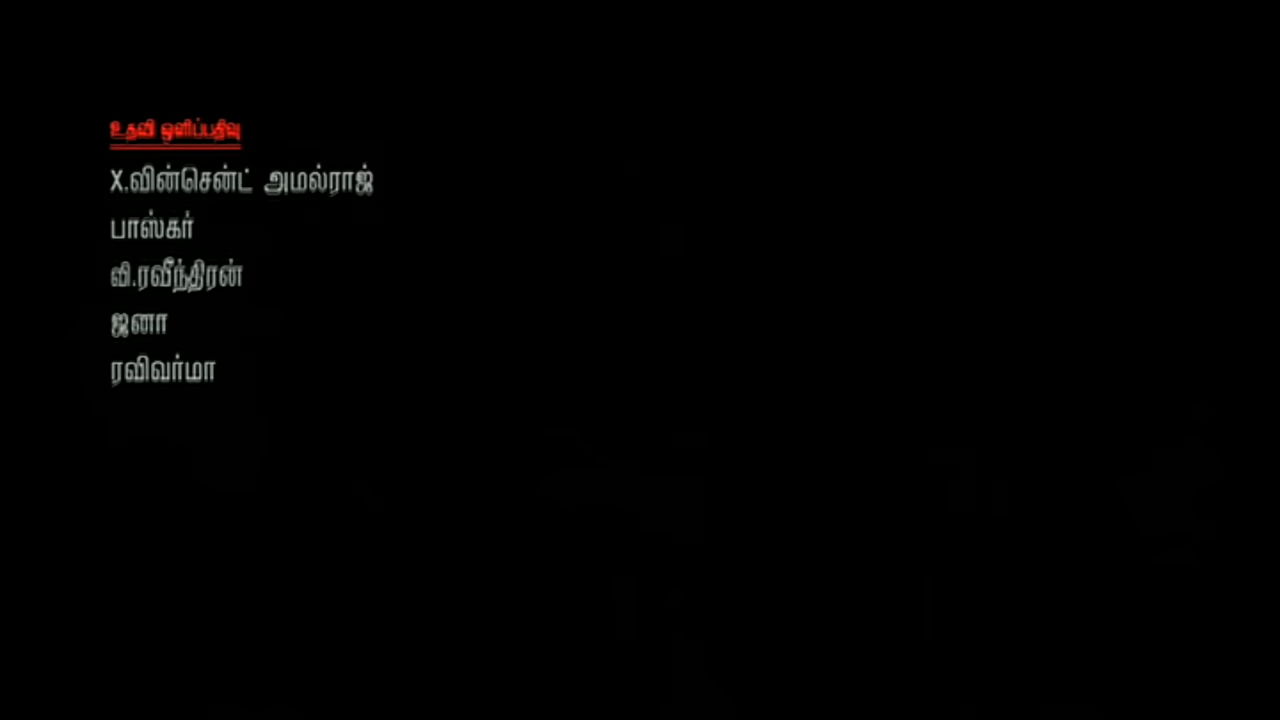 உதவி ஒளிப்பதிவு
X.வின்சென்ட் அமல்ராஜ்
பாஸ்கர்
வி.ரவீந்திரன்
ஜனா
ரவிவர்மா